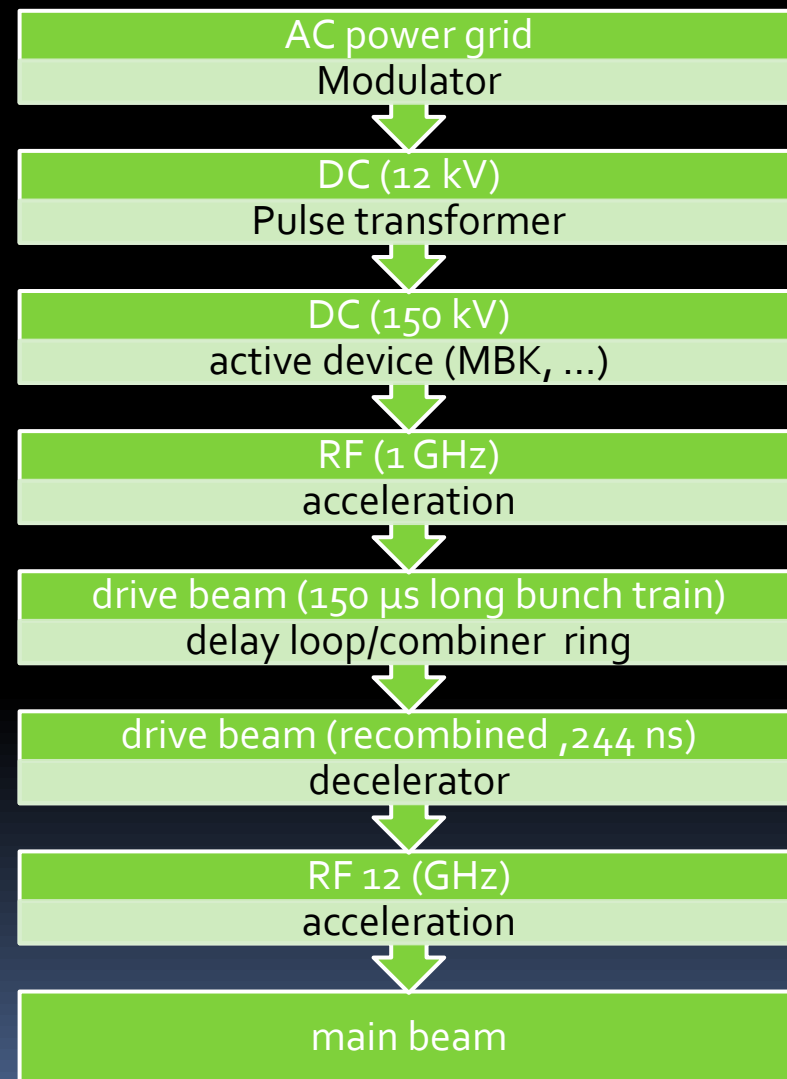 AC power grid
Modulator
DC (12 kV)
Pulse transformer
DC (150 kV)
active device (MBK, …)
RF (1 GHz)
acceleration
drive beam (150 µs long bunch train)
delay loop/combiner ring
drive beam (recombined ,244 ns)
decelerator
RF 12 (GHz)
acceleration
main beam